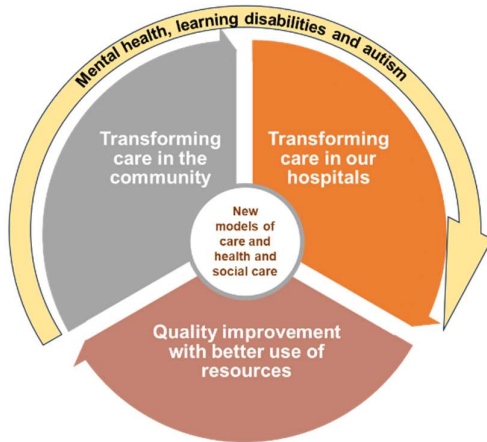 Mental health, learning disabilities and autism
Transforming
care in the
community
Transforming
care in our
hospitals
New
models of
care and
health and
social care
Quality improvement
with better use of
resources